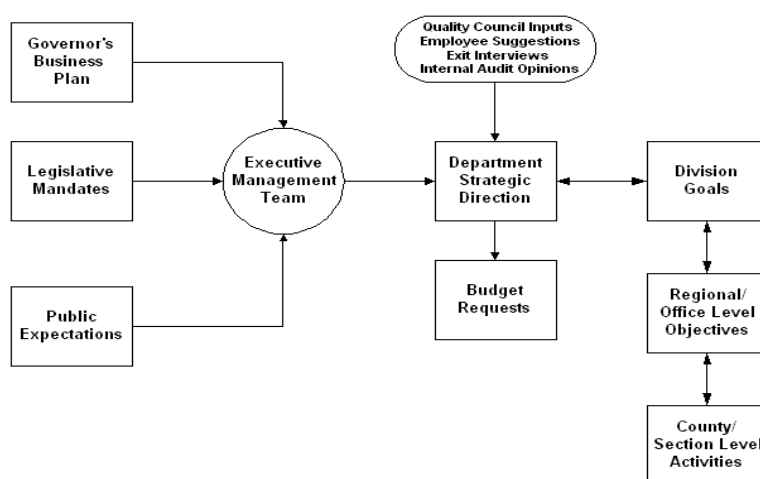 Governor's
Business
Plan
Quality Council Inputs
Employee Suggestions
Exit Interviews
Internal Audit Opinions
Legislative
Mandates
Executive
Management
Team
Department
Strategic
Direction
Division
Goals
Public
Expectations
Budget
Requests
Regional/
Office Level
Objectives
County/
Section Level
Activities